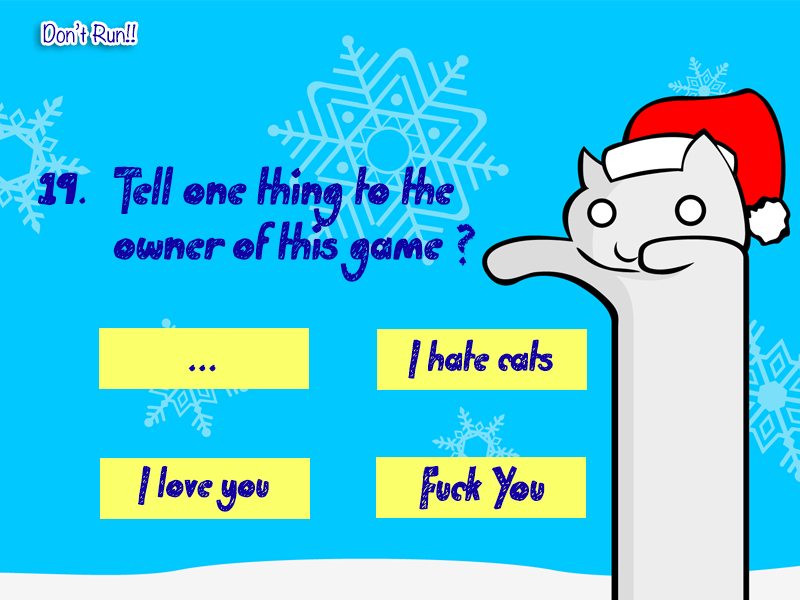 Don't Run!!
19. Tell one thing to the
owner of this game ?
...
I hate cats
I love you
Fuck You